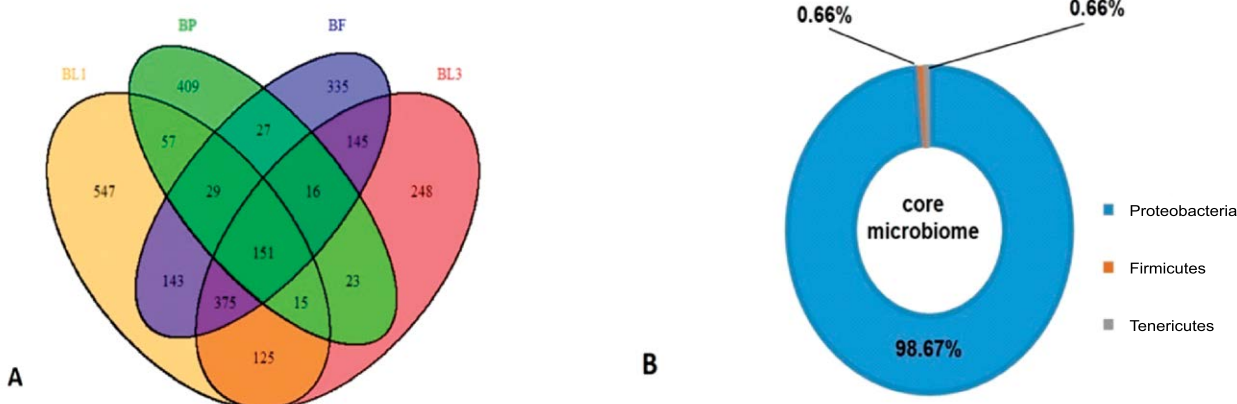 BP
BF
BL1
BL3
409
335
57
27
145
547
29
16
248
151
143
375
15
23
125
A
0.66%
0.66%
core
microbiome
98.67%
Proteobacteria
Firmicutes
Tenericutes
B